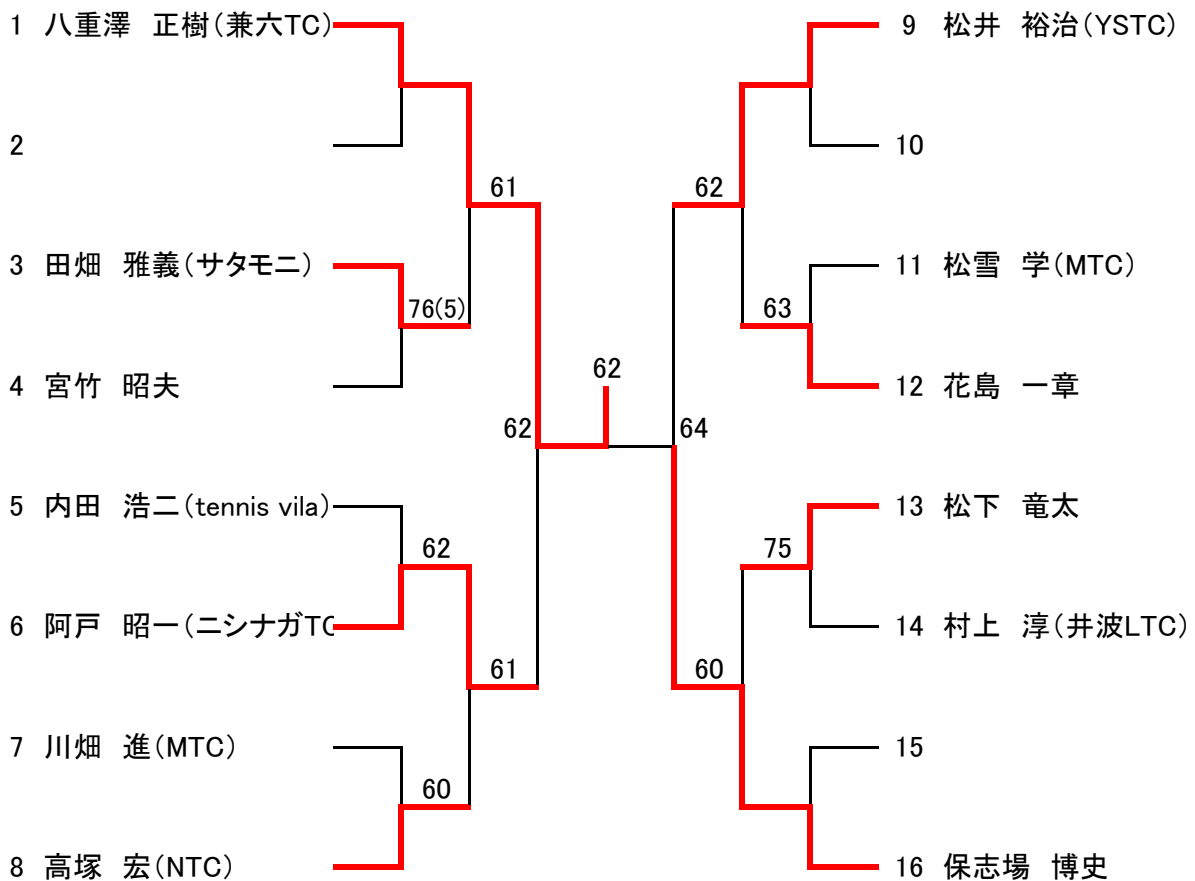 1 八重澤 正樹(兼六TC)
2
61
3 田畑 雅義(サタモニ)
76(5)
4 宮竹 昭夫
62
62
5 内田 浩二(tennis vila)
62
6 阿戸 昭一(ニシナガTC
61
7 川畑 進(MTC)
60
8 高塚 宏(NTC)
9 松井 裕治(YSTC)
10
62
11 松雪 学(MTC)
63
12 花島 一章
64
13 松下 竜太
75
14 村上 淳(井波LTC)
60
15
16 保志場 博史